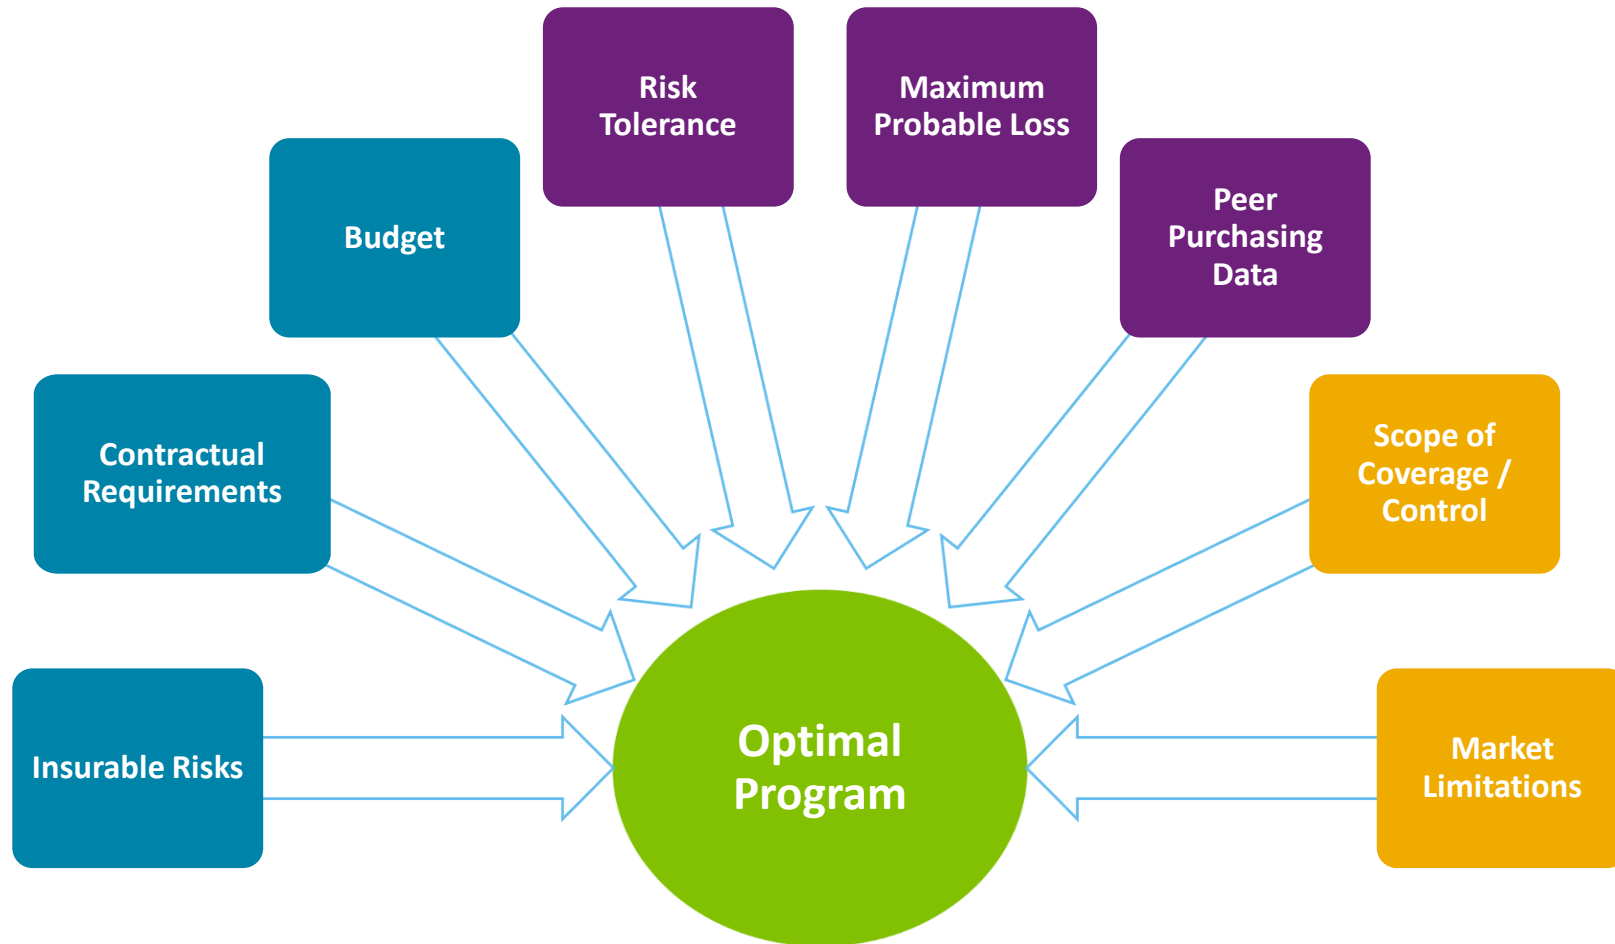 Risk
Tolerance
Maximum
Probable Loss
Budget
Peer
Purchasing
Data
Contractual
Requirements
Scope of
Coverage /
Control
Insurable Risks
Optimal
Program
Market
Limitations